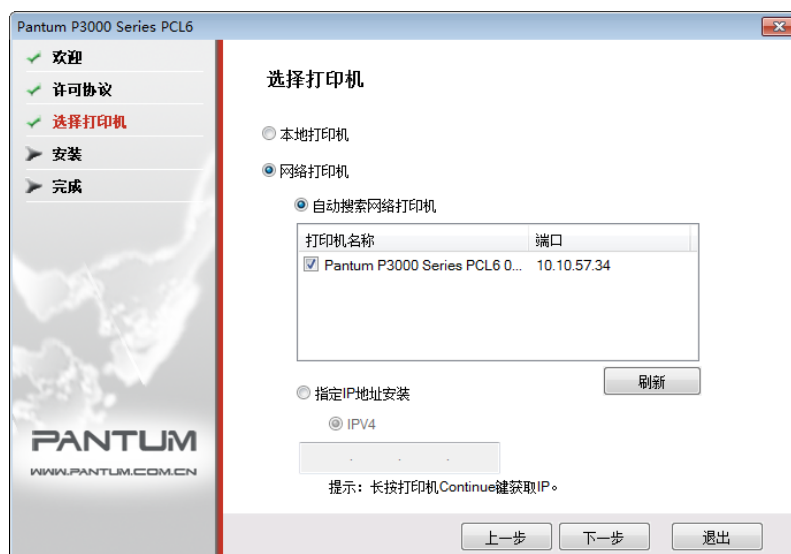 Pantum P3000 Series PCL6
欢迎
许可协议
选择打印机
安装
完成
PANTUM
WWW.PANTUM.COM.CN
选择打印机
本地打印机
网络打印机
自动搜索网络打印机
打印机名称 端口
Pantum P3000 Series PCL6 0... 10.10.57.34
刷新
指定IP地址安装
IPV4
. . .
提示：长按打印机Continue键获取IP。
上一步 下一步 退出